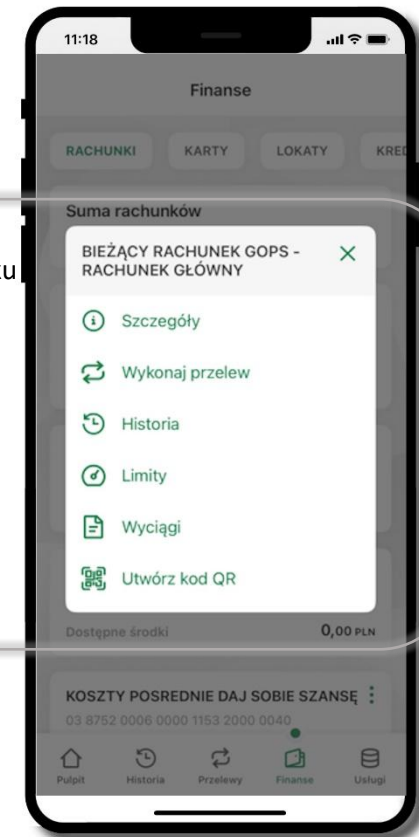 11:18
Finanse
RACHUNKI KARTY LOKATY KRED
Suma rachunków
BIEŻĄCY RACHUNEK GOPS -
RACHUNEK GŁÓWNY
Szczegóły
Wykonaj przelew
Historia
Limity
Wyciągi
Utwórz kod QR
Dostępne środki 0,00 PLN
KOSZTY POSREDNIE DAJ SOBIE SZANSĘ
03 8752 0006 0000 1153 2000 0040
Pulpit Historia Przelewy Finanse Usługi